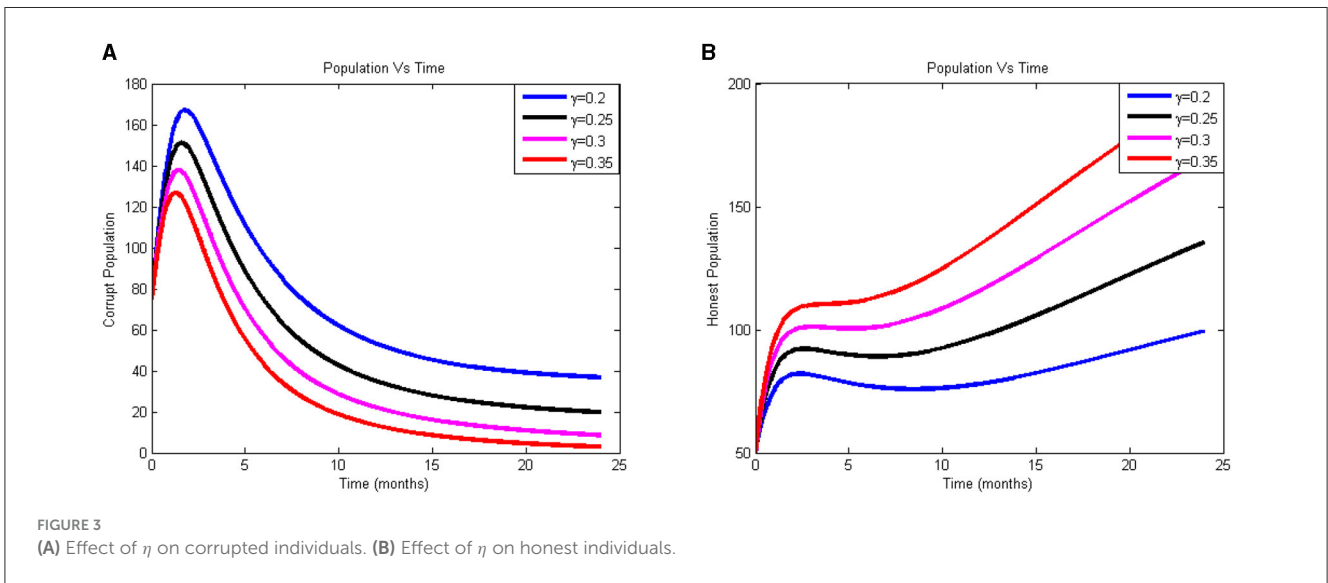 A
Population Vs Time
180
160
140
120
100
80
60
40
20
0
Corrupt Population
0 5 10 15 20 25
Time (months)
γ=0.2
γ=0.25
γ=0.3
γ=0.35
B
Population Vs Time
200
150
100
50
Honest Population
0 5 10 15 20 25
Time (months)
γ=0.2
γ=0.25
γ=0.3
γ=0.35
FIGURE 3
(A) Effect of η on corrupted individuals. (B) Effect of η on honest individuals.